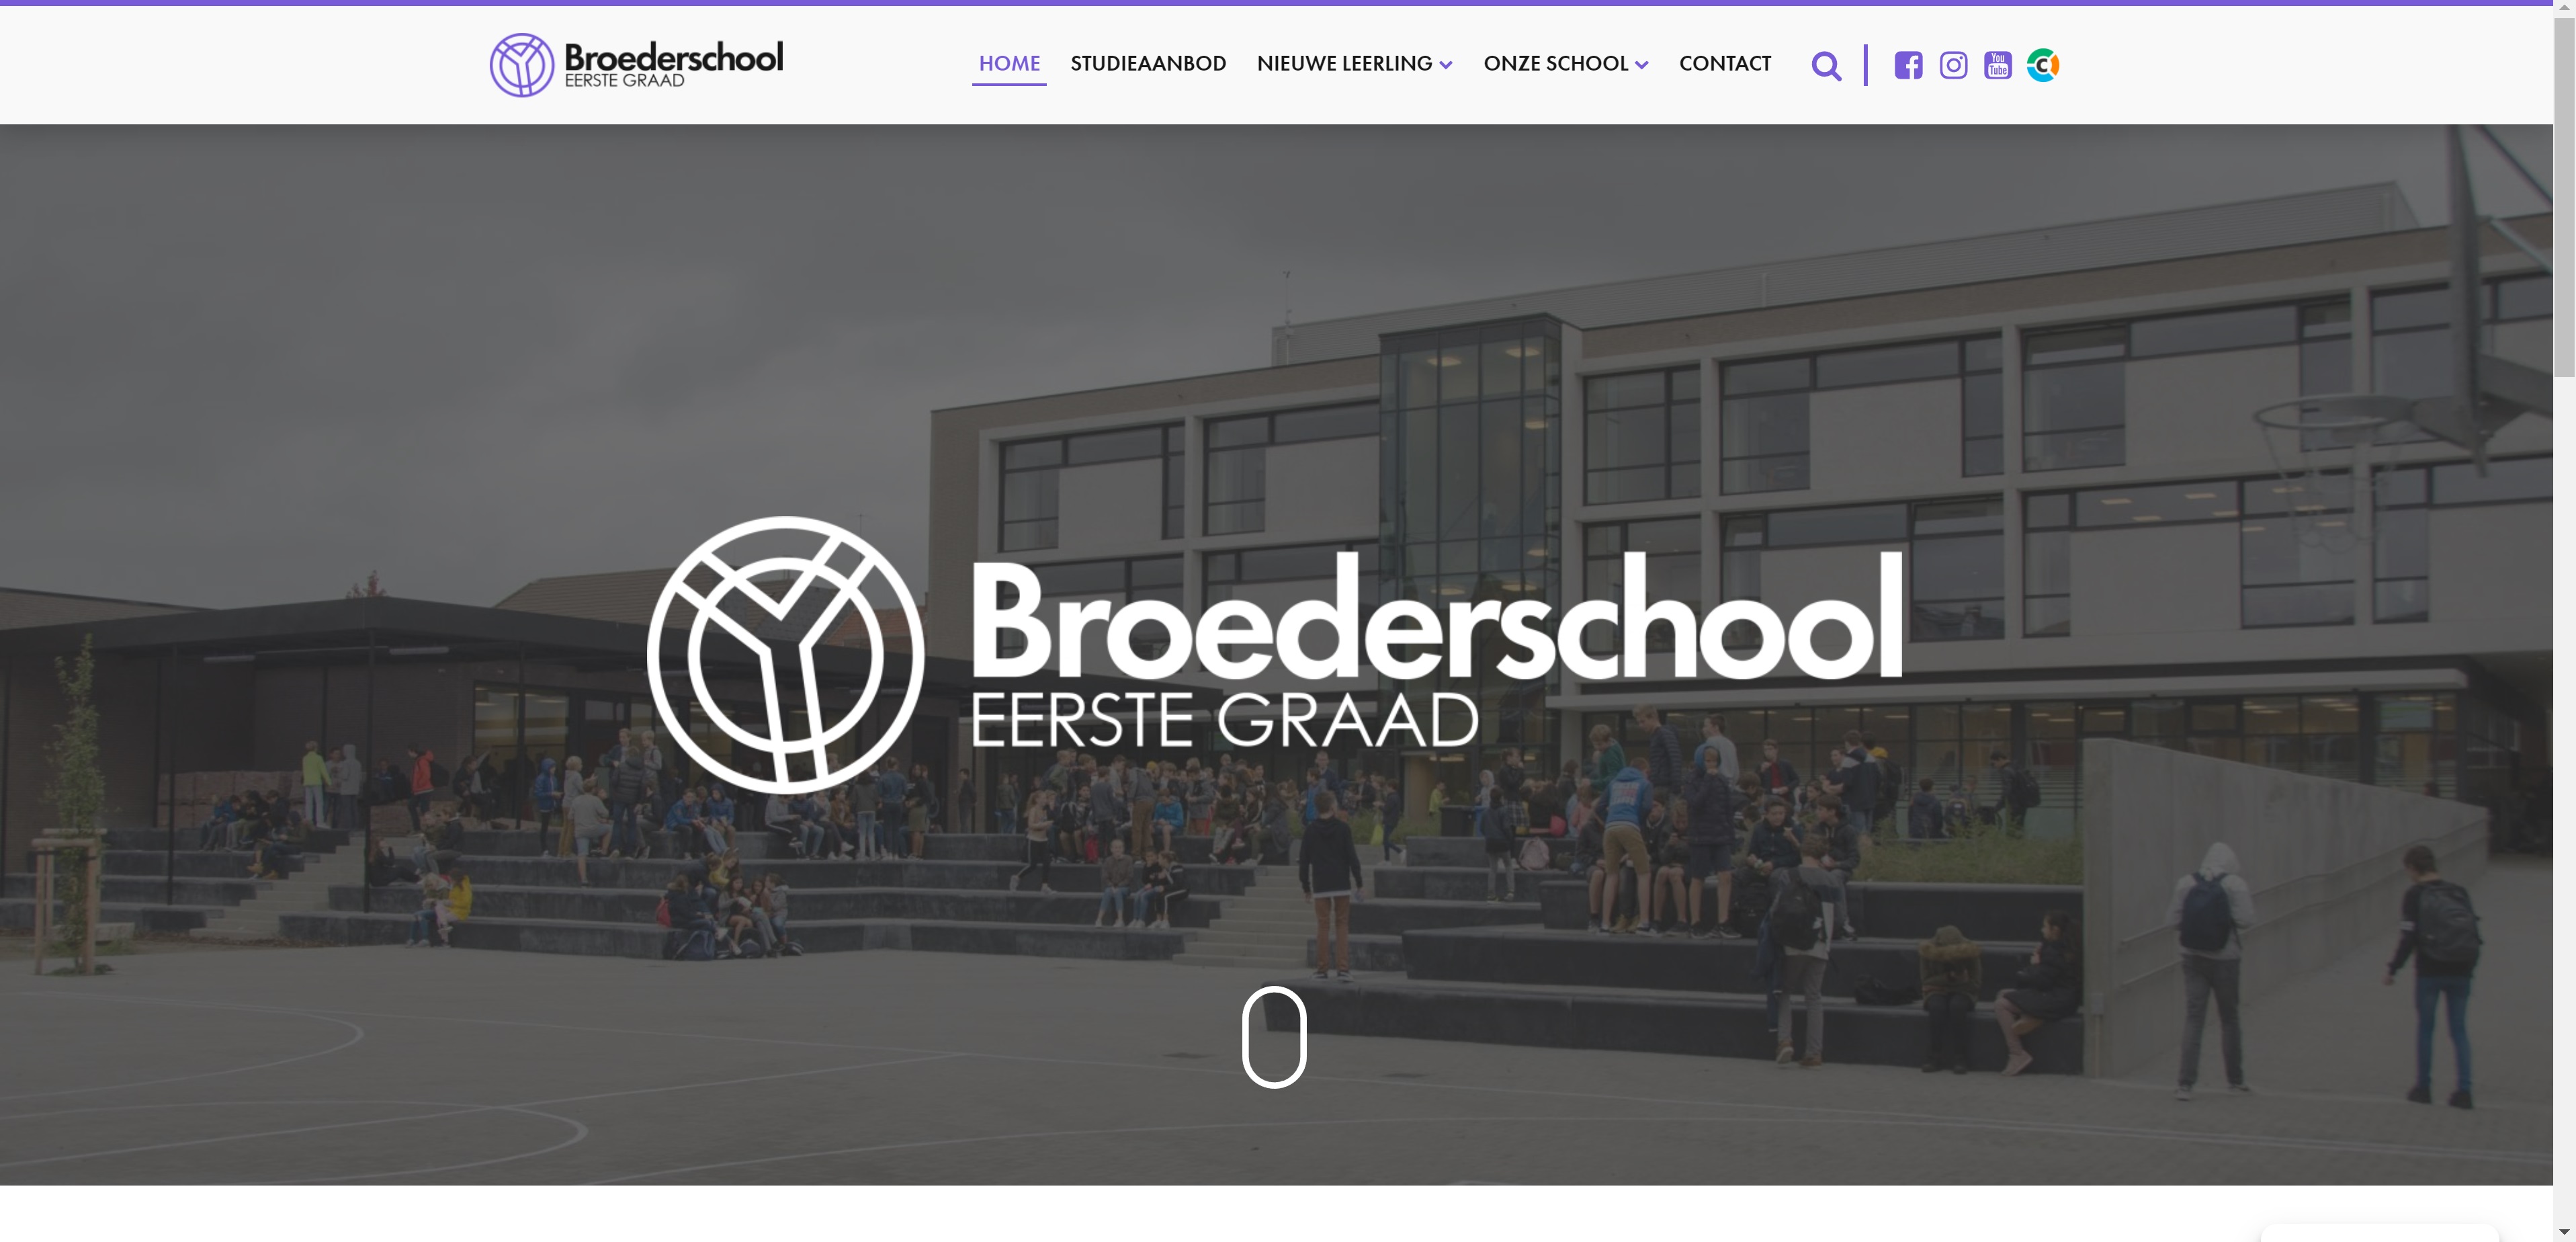 Broederschool
EERSTE GRAAD
HOME STUDIEAANBOD NIEUWE LEERLING ONZE SCHOOL CONTACT
You
Tube
C
Broederschool
EERSTE GRAAD